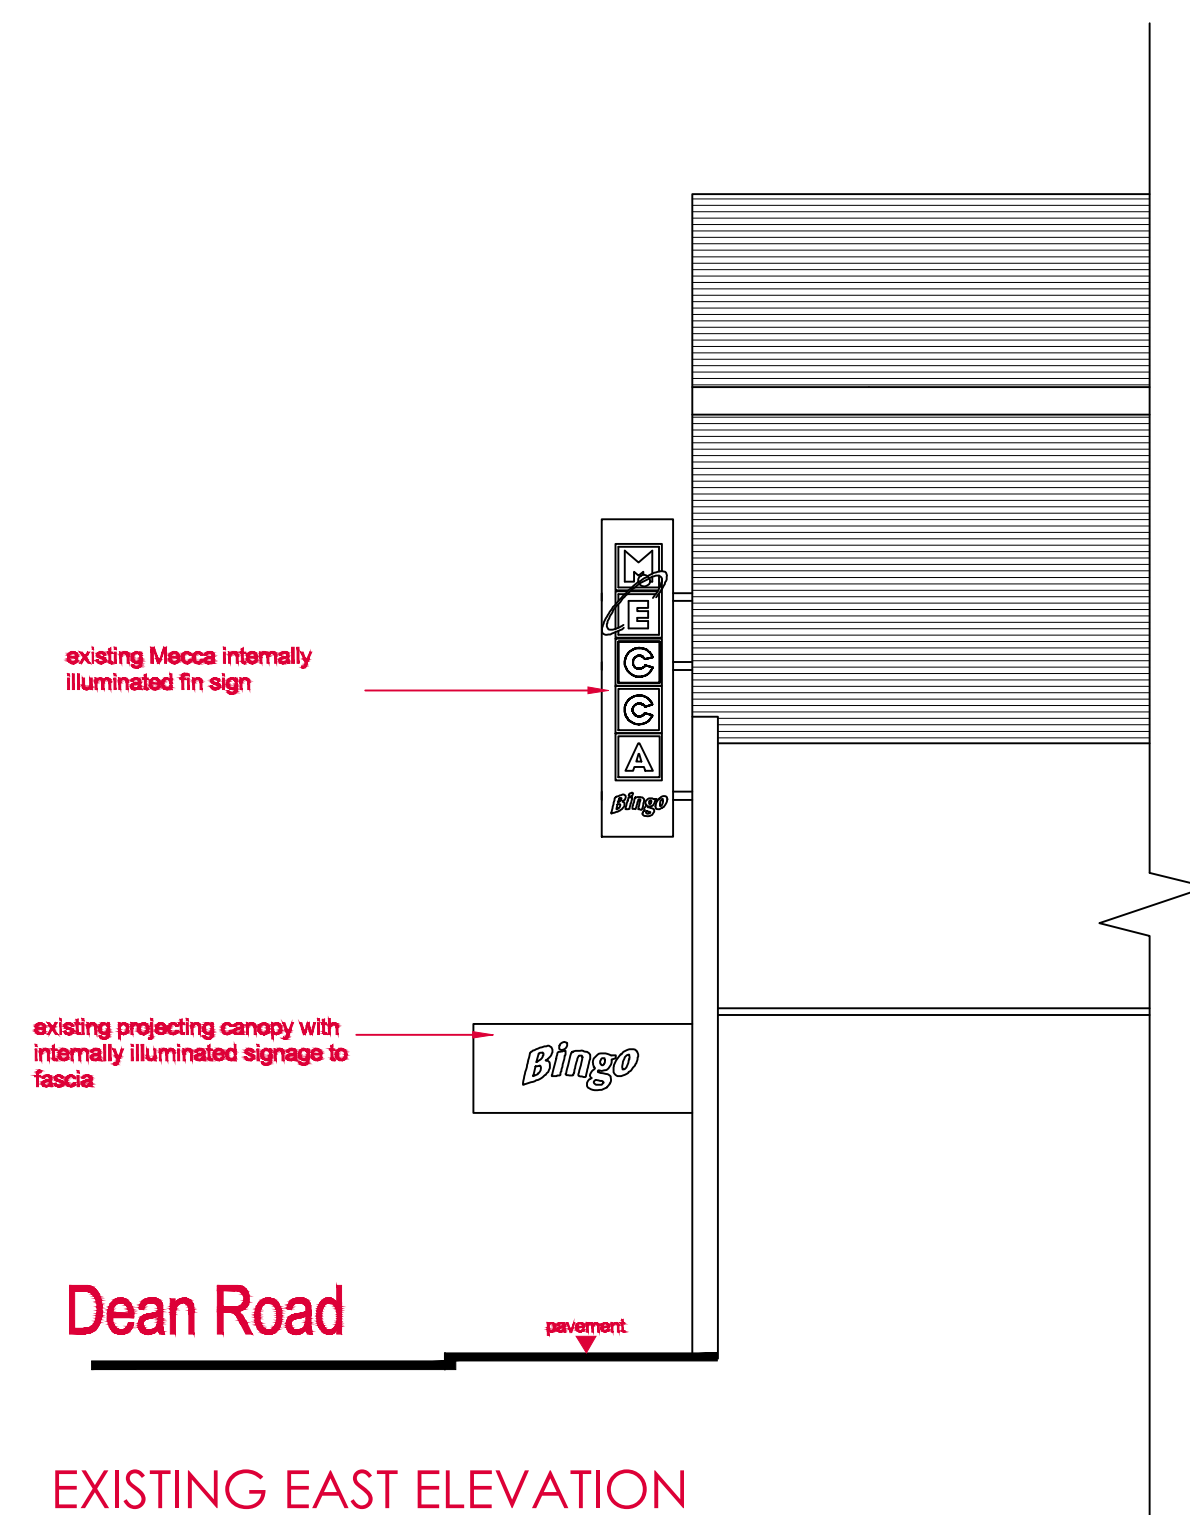 M
E
C
C
A
Bingo
existing Mecca internally
illuminated fin sign
existing projecting canopy with
internally illuminated signage to
fascia
Bingo
Dean Road
pavement
EXISTING EAST ELEVATION